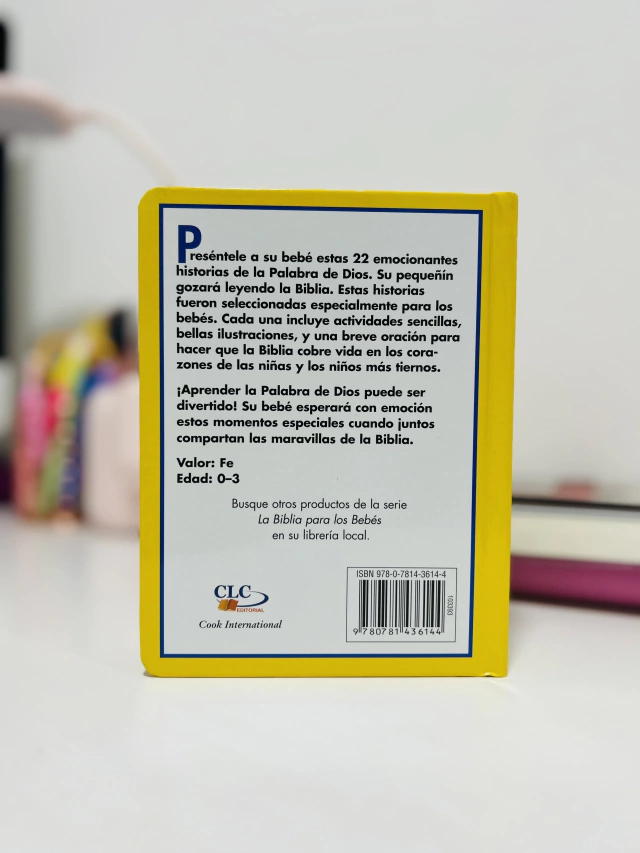 Preséntele a su bebé estas 22 emocionantes
historias de la Palabra de Dios. Su pequeñín
gozará leyendo la Biblia. Estas historias
fueron seleccionadas especialmente para los
bebés. Cada una incluye actividades sencillas,
bellas ilustraciones, y una breve oración para
hacer que la Biblia cobre vida en los cora-
zones de las niñas y los niños más tiernos.
¡Aprender la Palabra de Dios puede ser
divertido! Su bebé esperará con emoción
estos momentos especiales cuando juntos
compartan las maravillas de la Biblia.
Valor: Fe
Edad: 0–3
Busque otros productos de la serie
La Biblia para los Bebés
en su librería local.
CLC
EDITORIAL
Cook International
ISBN 978-0-7814-3614-4
9 780781 436144
103393